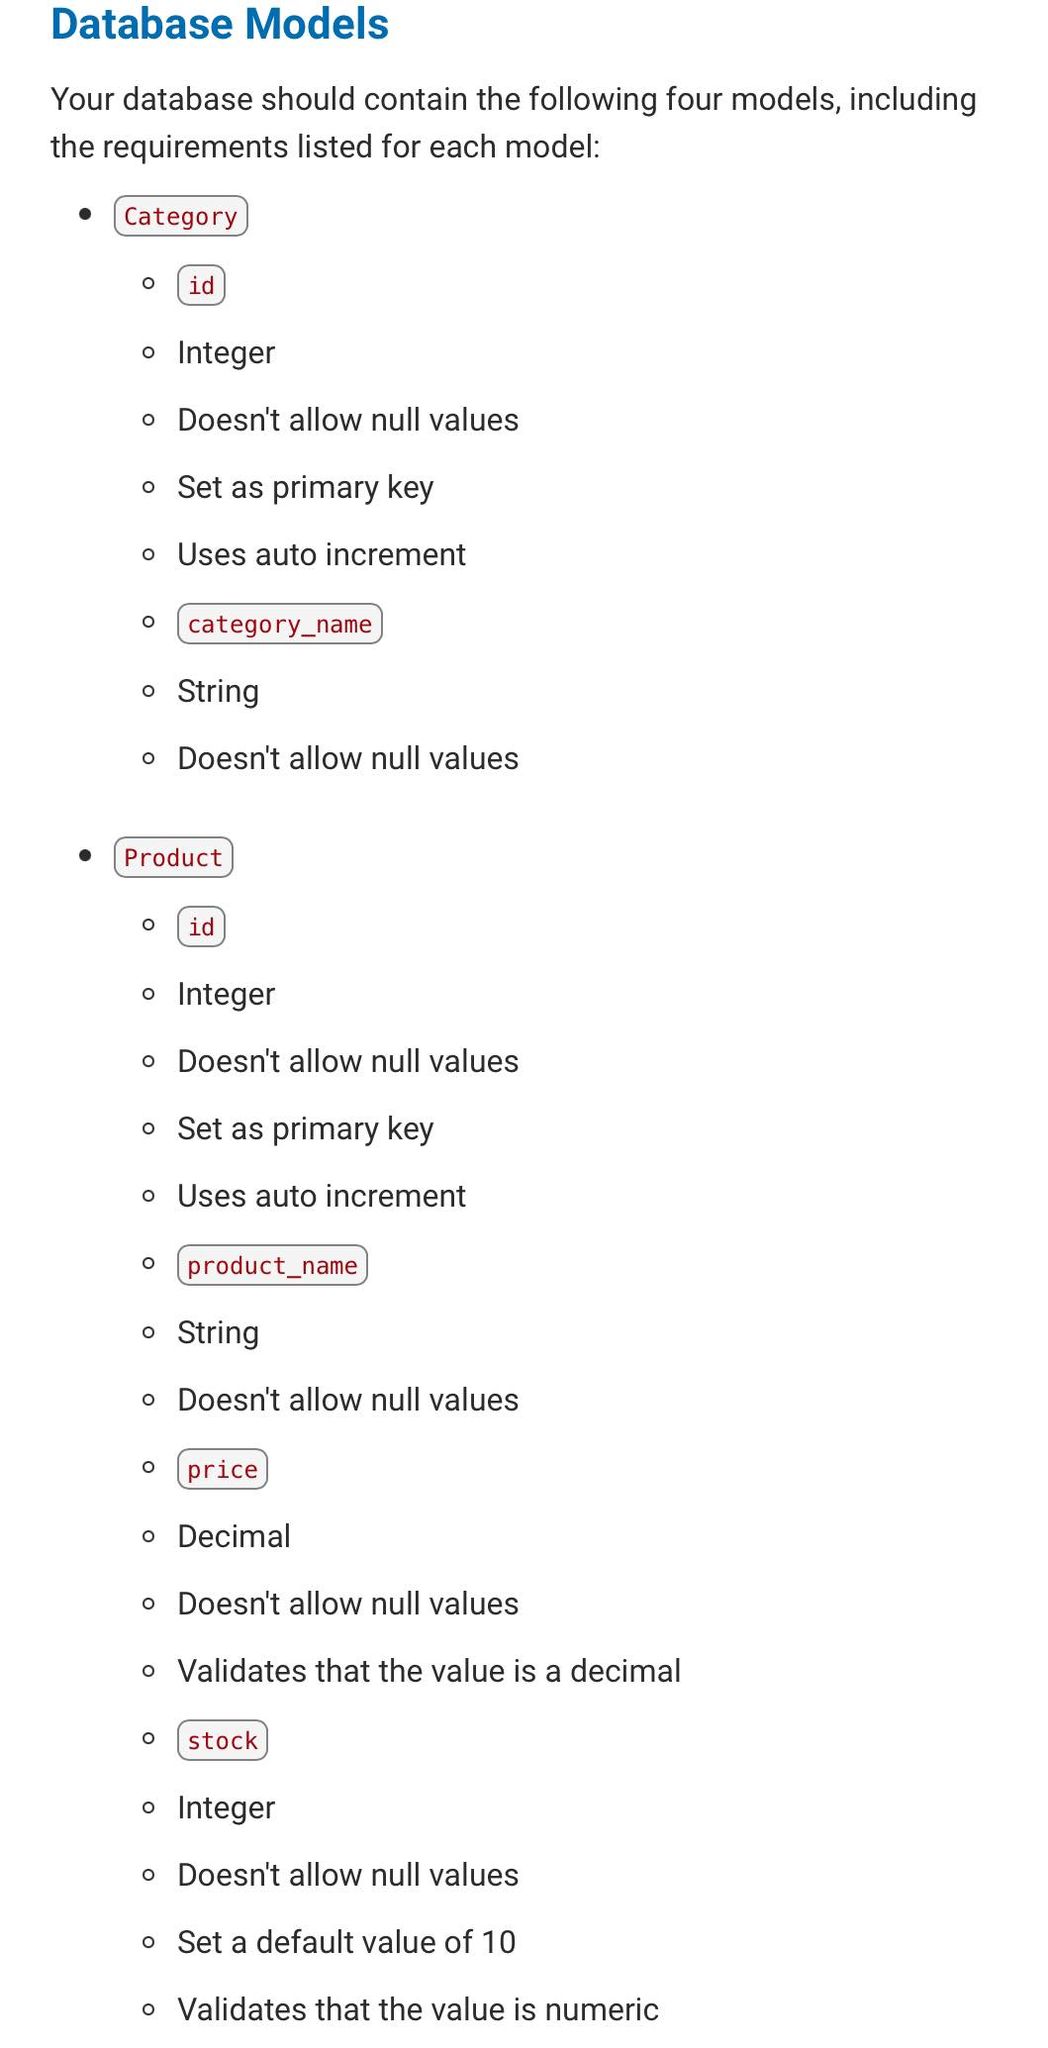 Database Models
Your database should contain the following four models, including
the requirements listed for each model:
Category
id
Integer
Doesn't allow null values
Set as primary key
Uses auto increment
category_name
String
Doesn't allow null values
Product
id
Integer
Doesn't allow null values
Set as primary key
Uses auto increment
product_name
String
Doesn't allow null values
price
Decimal
Doesn't allow null values
Validates that the value is a decimal
stock
Integer
Doesn't allow null values
Set a default value of 10
Validates that the value is numeric